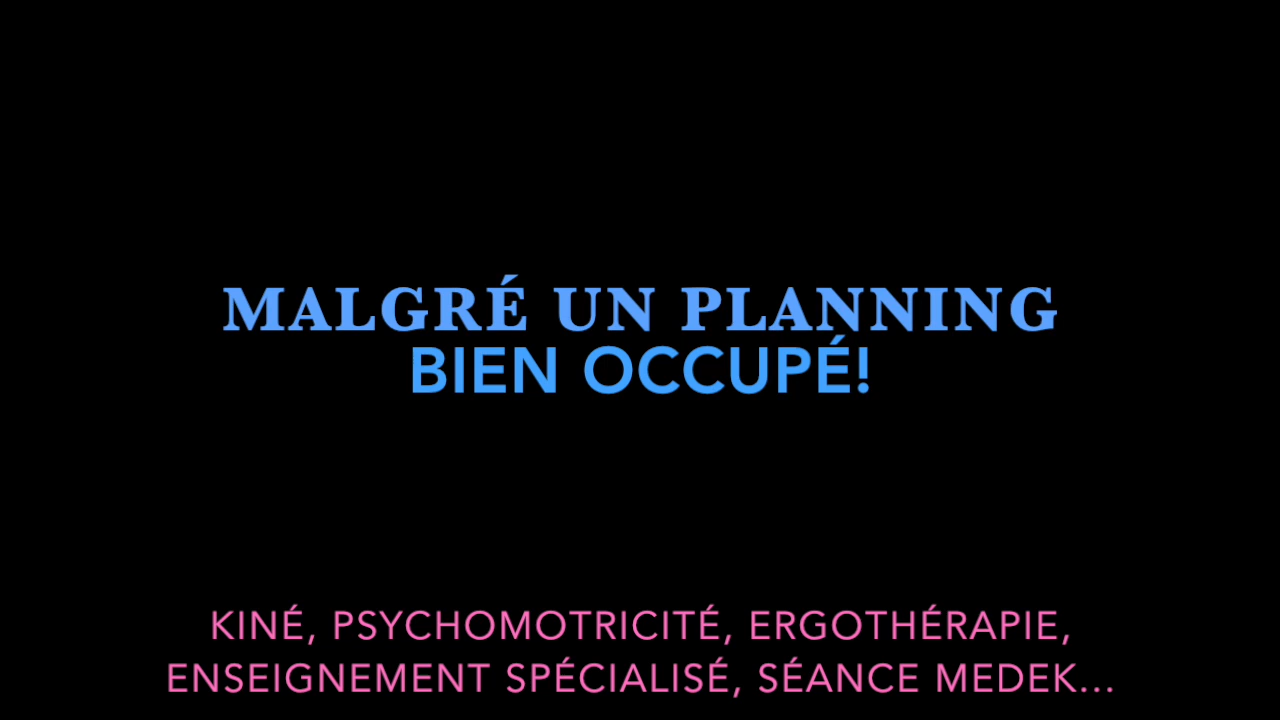 MALGRÉ UN PLANNING
BIEN OCCUPÉ!
KINÉ, PSYCHOMOTRICITÉ, ERGOTHÉRAPIE,
ENSEIGNEMENT SPÉCIALISÉ, SÉANCE MEDEK...